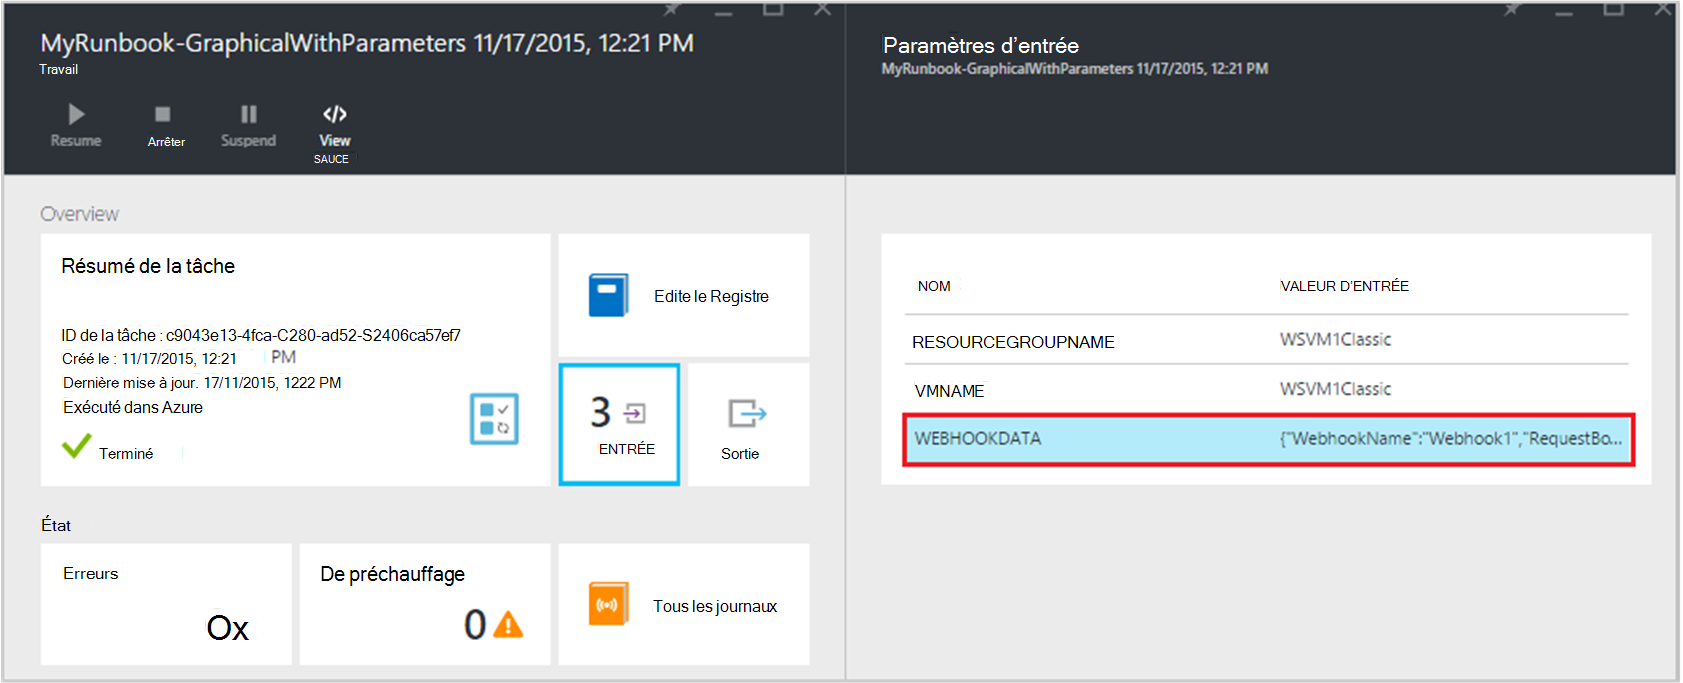 MyRunbook-GraphicalWithParameters 11/17/2015, 12:21 PM
Travail
Resume
Arrêter
Suspend
View
SAUCE
Overview
Résumé de la tâche
ID de la tâche : c9043e13-4fca-C280-ad52-S2406ca57ef7
Créé le : 11/17/2015, 12:21 PM
Dernière mise à jour. 17/11/2015, 1222 PM
Exécuté dans Azure
Terminé
Edite le Registre
3
ENTRÉE
Sortie
État
Erreurs
Ox
De préchauffage
0
Tous les journaux
Paramètres d’entrée
MyRunbook-GraphicalWithParameters 11/17/2015, 12:21 PM
NOM VALEUR D’ENTRÉE
RESOURCEGROUPNAME WSVM1Classic
VMNAME WSVM1Classic
WEBHOOKDATA {"WebhookName":"Webhook1","RequestBo...